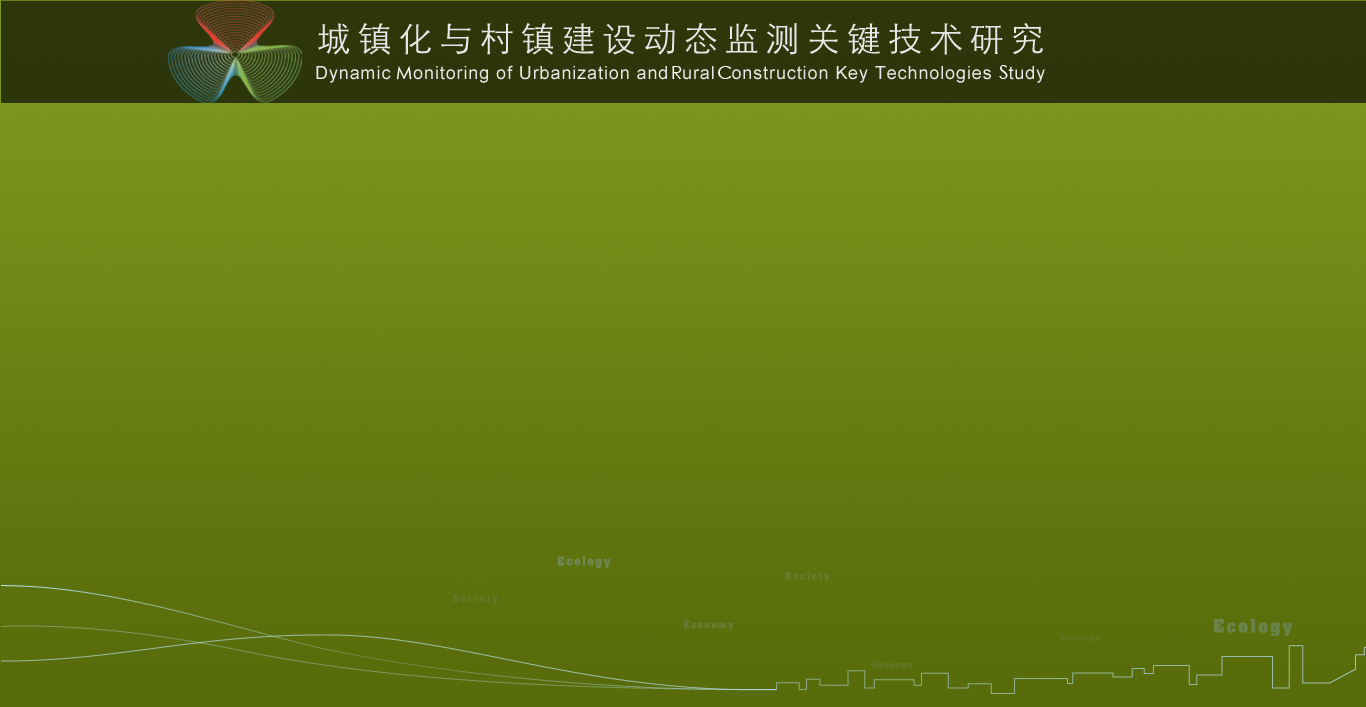 城镇化与村镇建设动态监测关键技术研究
Dynamic Monitoring of Urbanization and Rural Construction Key Technologies Study
Ecology
Society
Society
Economy
Ecology
Economy
Economy